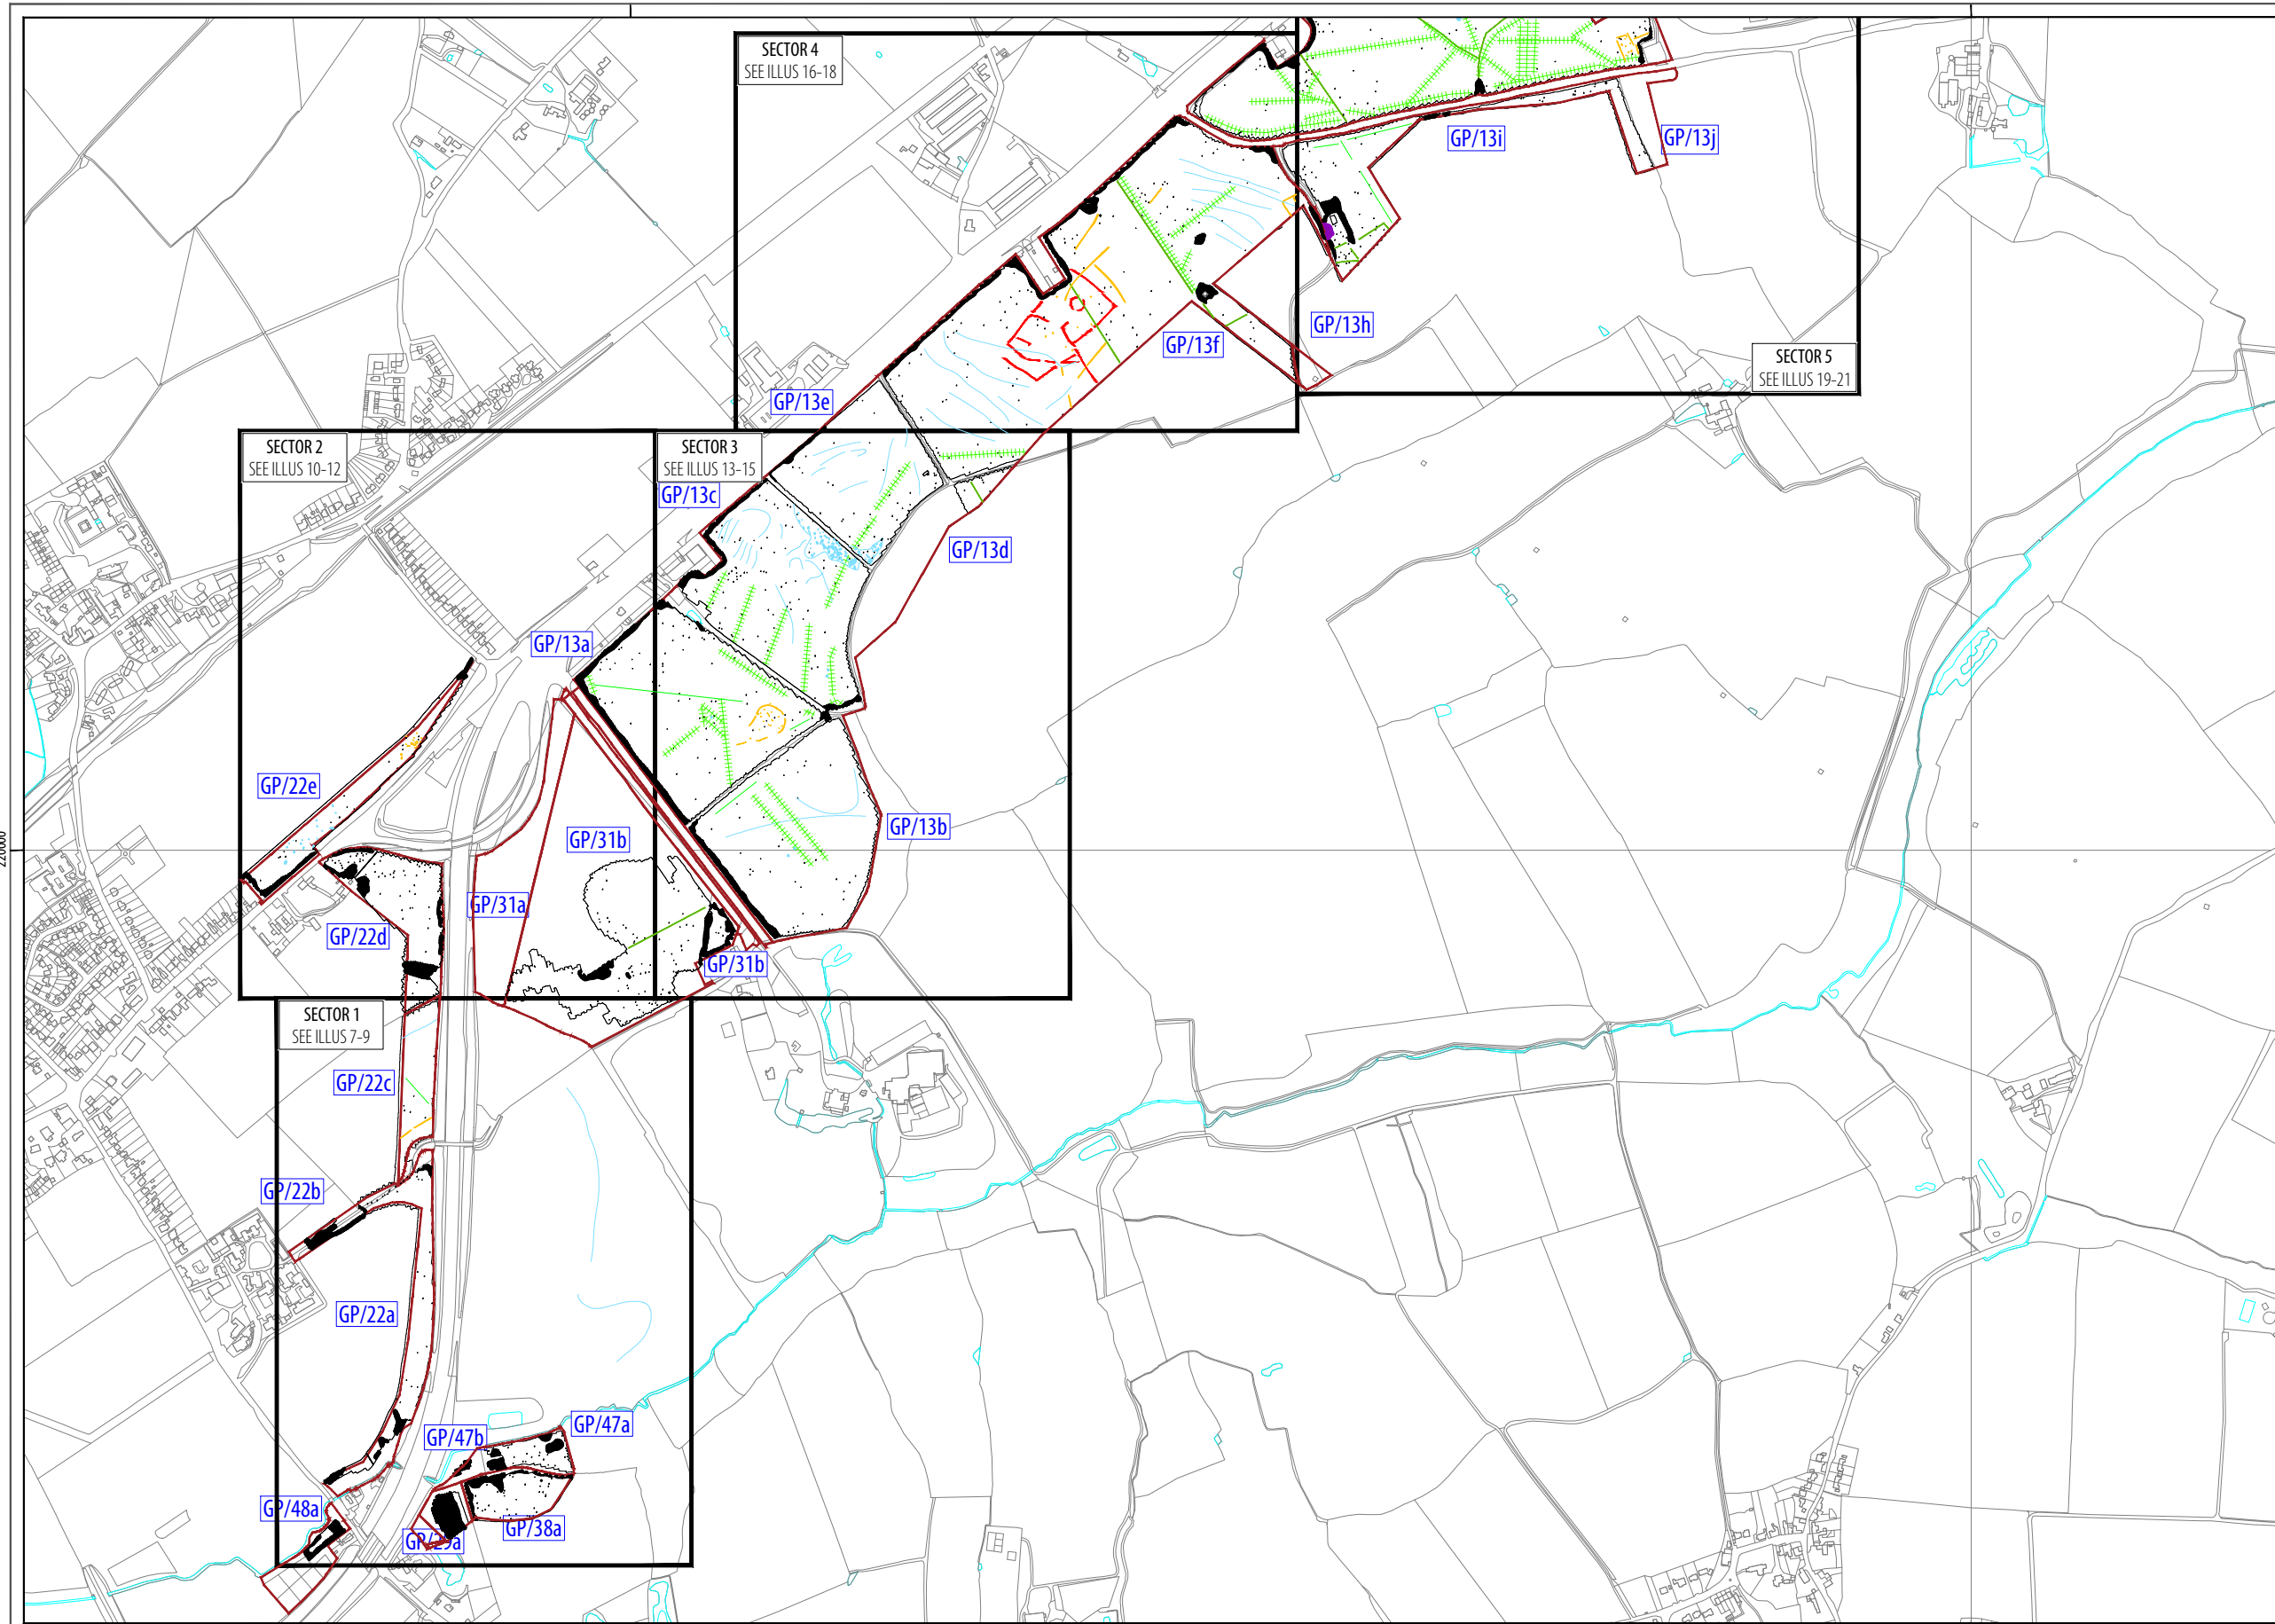 SECTOR 4
SEE ILLUS 16-18
GP/13i
GP/13j
GP/13h
GP/13f
SECTOR 5
SEE ILLUS 19-21
GP/13e
SECTOR 2
SEE ILLUS 10-12
SECTOR 3
SEE ILLUS 13-15
GP/13c
GP/13d
GP/13a
GP/22e
GP/31b
GP/13b
GP/31a
GP/22d
GP/31b
SECTOR 1
SEE ILLUS 7-9
GP/22c
GP/22b
GP/22a
GP/47a
GP/47b
GP/48a
GP/38a
GP/29a